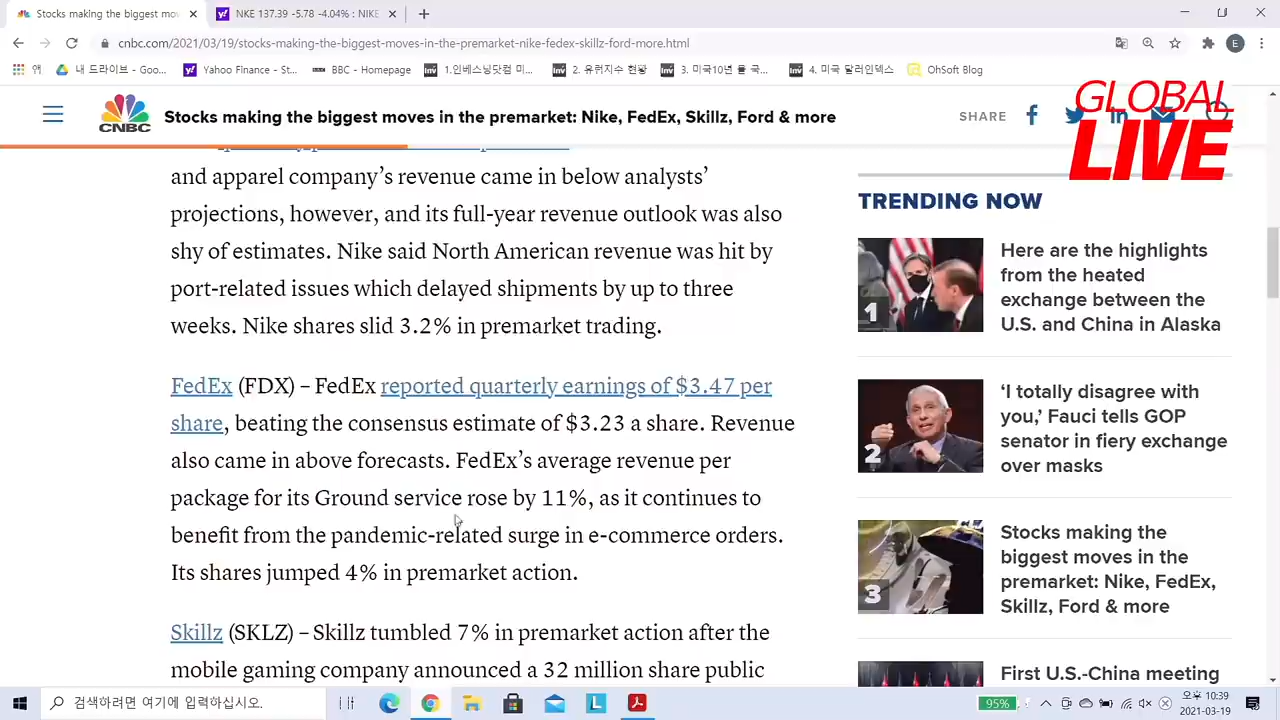 Stocks making the biggest mov
NKE 137.39 -5.78 -4.04% : NIKE
cnbc.com/2021/03/19/stocks-making-the-biggest-moves-in-the-premarket-nike-fedex-skillz-ford-more.html
E
앱
내 드라이브 - Goo...
Yahoo Finance - St...
BBC - Homepage
1.인베스닝닷컴 미...
2. 유뤕지수 현황
3. 미국10년 률 국...
4. 미국 달러인덱스
OhSoft Blog
CNBC
Stocks making the biggest moves in the premarket: Nike, FedEx, Skillz, Ford & more
SHARE
GLOBAL
LIVE
and apparel company’s revenue came in below analysts’
projections, however, and its full-year revenue outlook was also
shy of estimates. Nike said North American revenue was hit by
port-related issues which delayed shipments by up to three
weeks. Nike shares slid 3.2% in premarket trading.
FedEx (FDX) – FedEx reported quarterly earnings of $3.47 per
share, beating the consensus estimate of $3.23 a share. Revenue
also came in above forecasts. FedEx’s average revenue per
package for its Ground service rose by 11%, as it continues to
benefit from the pandemic-related surge in e-commerce orders.
Its shares jumped 4% in premarket action.
Skillz (SKLZ) – Skillz tumbled 7% in premarket action after the
mobile gaming company announced a 32 million share public
TRENDING NOW
1
Here are the highlights
from the heated
exchange between the
U.S. and China in Alaska
2
‘I totally disagree with
you,’ Fauci tells GOP
senator in fiery exchange
over masks
3
Stocks making the
biggest moves in the
premarket: Nike, FedEx,
Skillz, Ford & more
First U.S.-China meeting
검색하려면 여기에 입력하십시오.
95%
오후 10:39
2021-03-19